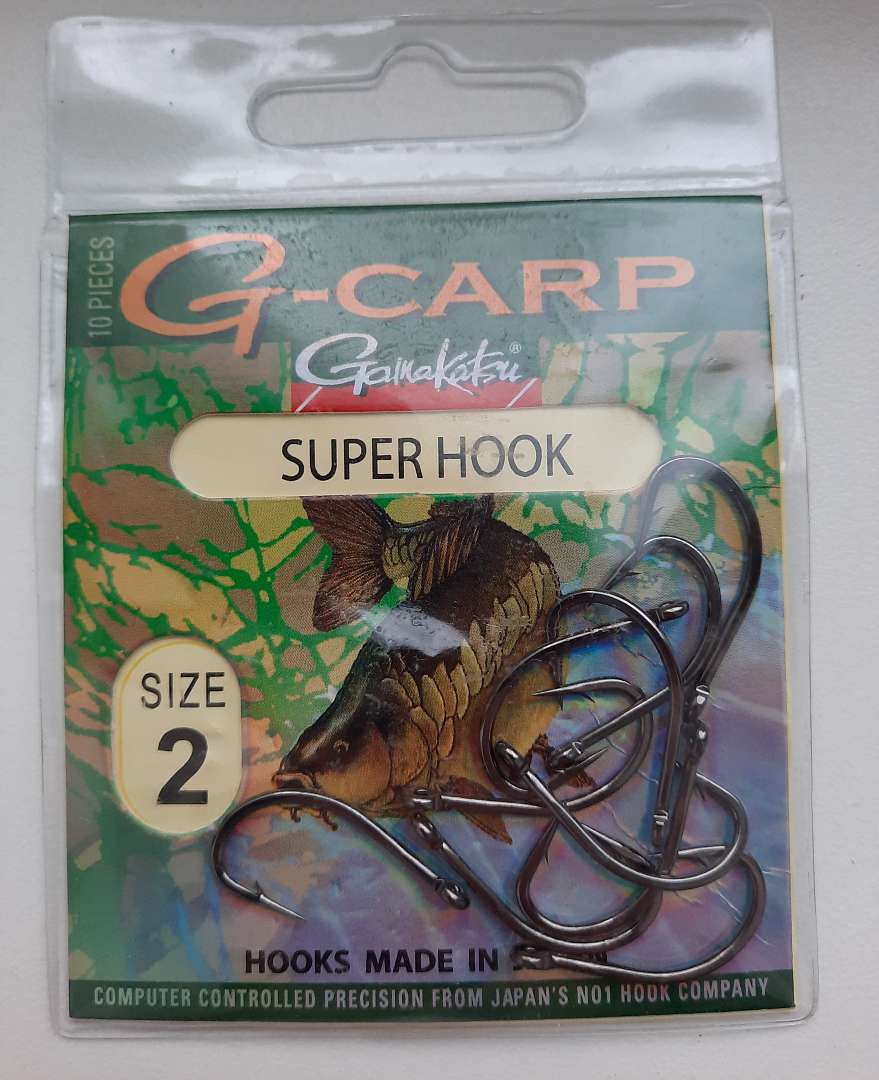 10 PIECES
G-CARP
Gamakatsu®
SUPER HOOK
SIZE
2
HOOKS MADE IN
COMPUTER CONTROLLED PRECISION FROM JAPAN'S NO1 HOOK COMPANY